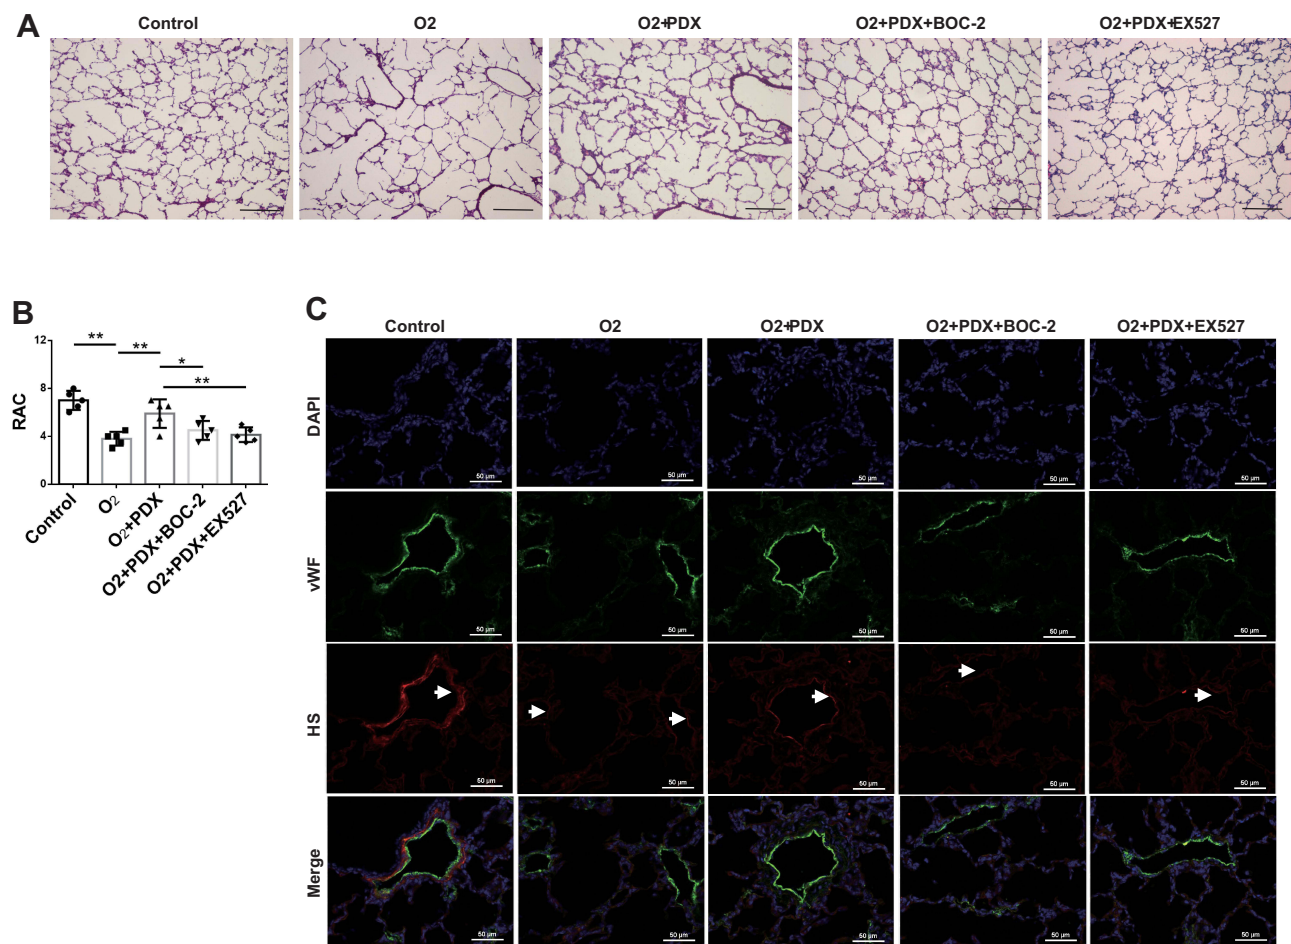 A
Control
O2
O2+PDX
O2+PDX+BOC-2
O2+PDX+EX527
B
12
8
4
0
RAC
**
**
*
**
Control
O2
O2+PDX
O2+PDX+BOC-2
O2+PDX+EX527
C
Control
O2
O2+PDX
O2+PDX+BOC-2
O2+PDX+EX527
DAPI
50 µm
50 µm
50 µm
50 µm
50 µm
vWF
50 µm
50 µm
50 µm
50 µm
50 µm
HS
50 µm
50 µm
50 µm
50 µm
50 µm
Merge
50 µm
50 µm
50 µm
50 µm
50 µm